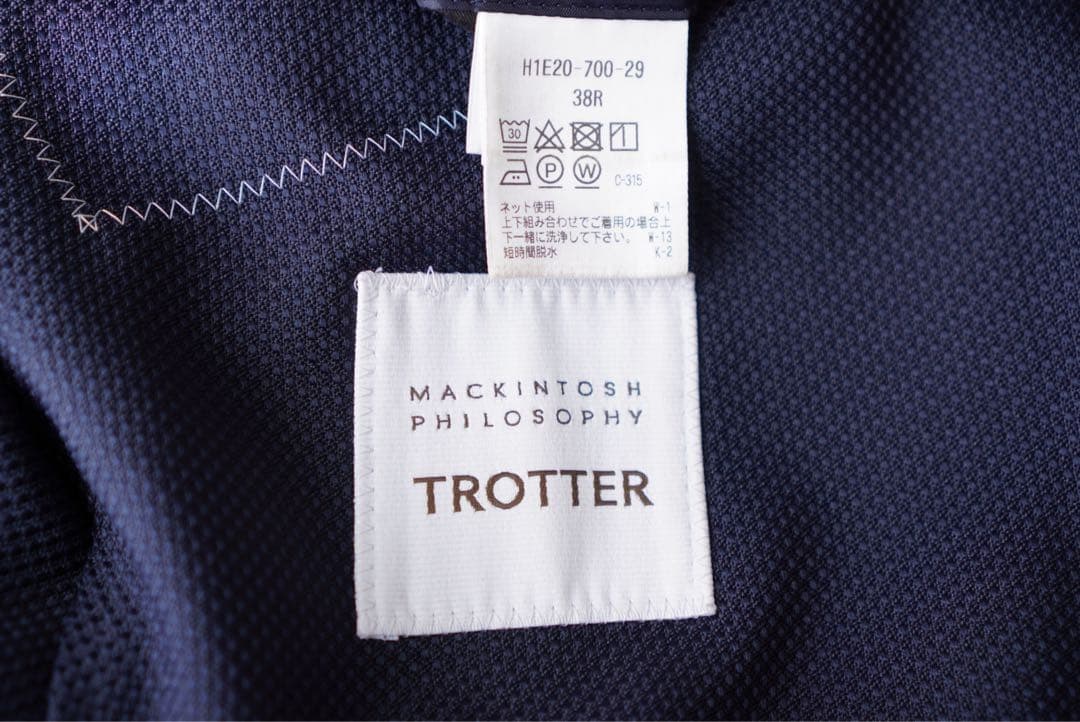 H1E20-700-29
38R
30
P W C-315
ネット使用 W-1
上下組み合わせでご着用の場合上
下一緒に洗浄して下さい。 W-13
短時間脱水 K-2
MACKINTOSH
PHILOSOPHY
TROTTER